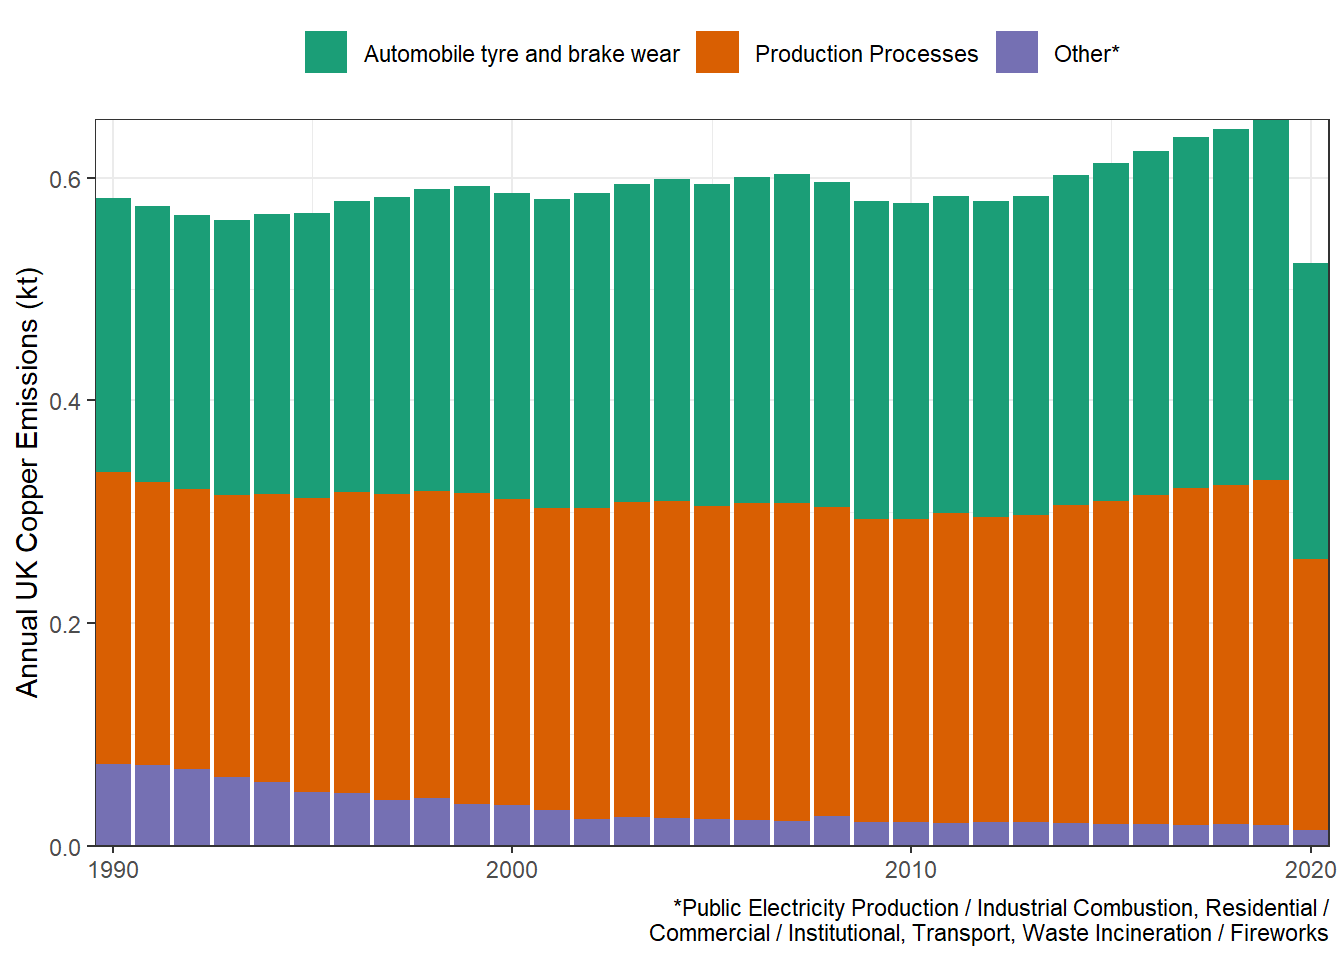 Automobile tyre and brake wear Production Processes Other*
Annual UK Copper Emissions (kt)
0.6
0.4
0.2
0.0
1990 2000 2010 2020
*Public Electricity Production / Industrial Combustion, Residential /
Commercial / Institutional, Transport, Waste Incineration / Fireworks